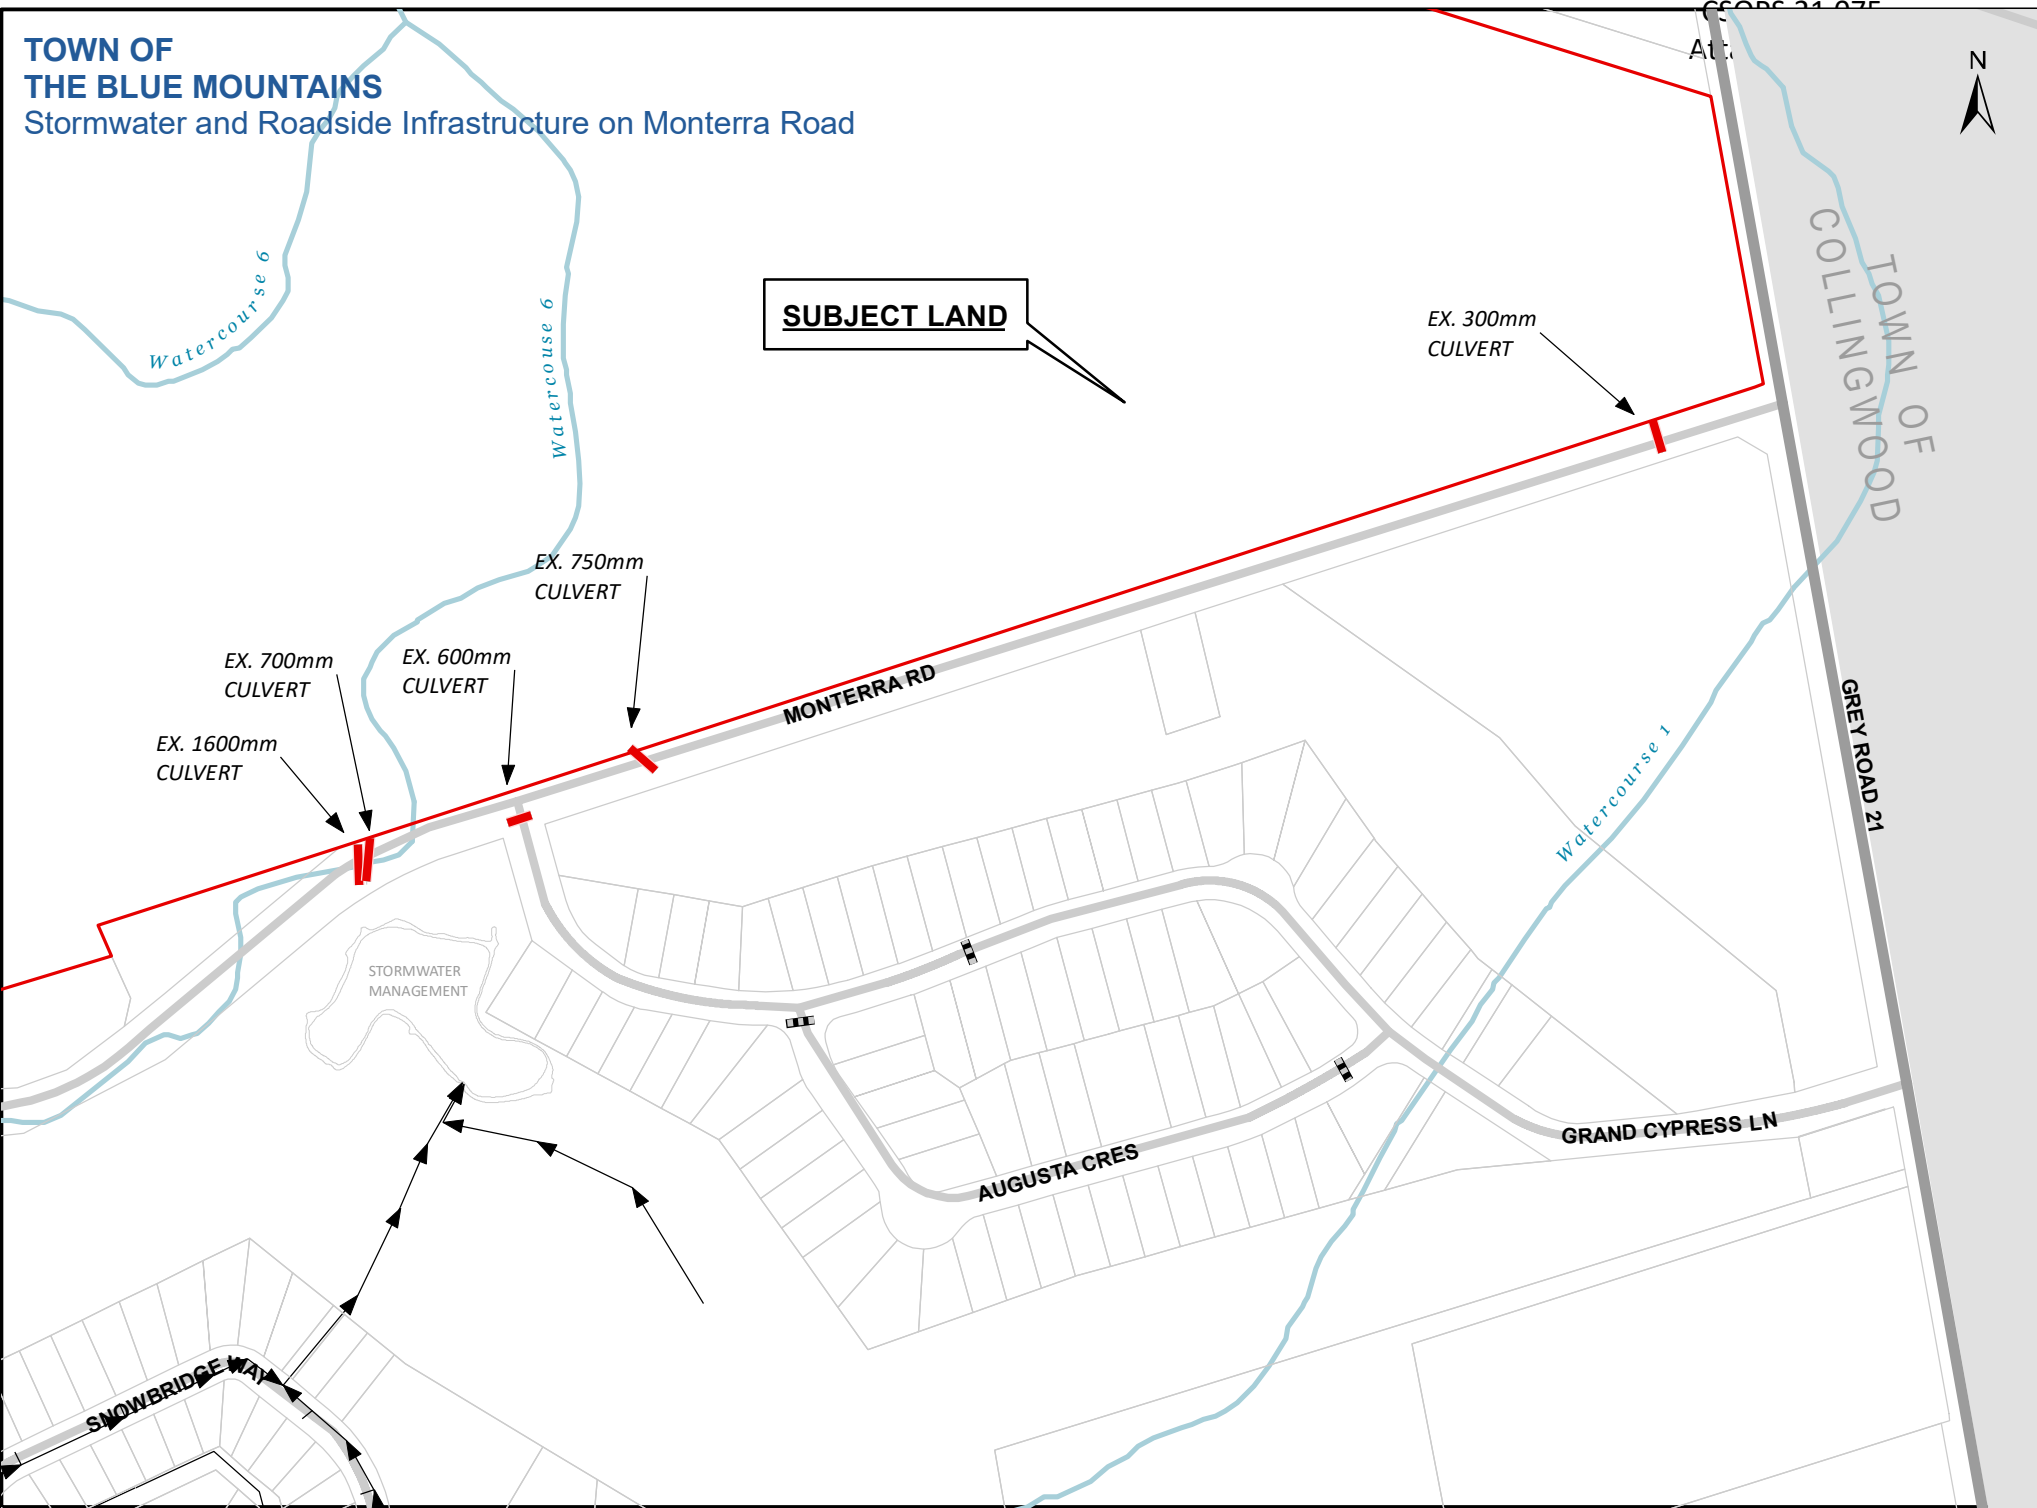 TOWN OF
THE BLUE MOUNTAINS
Stormwater and Roadside Infrastructure on Monterra Road
N
Watercourse 6
Watercouse 6
SUBJECT LAND
EX. 300mm
CULVERT
TOWN OF
COLLINGWOOD
EX. 750mm
CULVERT
EX. 700mm
CULVERT
EX. 600mm
CULVERT
EX. 1600mm
CULVERT
MONTERRA RD
GREY ROAD 21
Watercourse 1
STORMWATER
MANAGEMENT
GRAND CYPRESS LN
AUGUSTA CRES
SNOWBRIDGE WAY